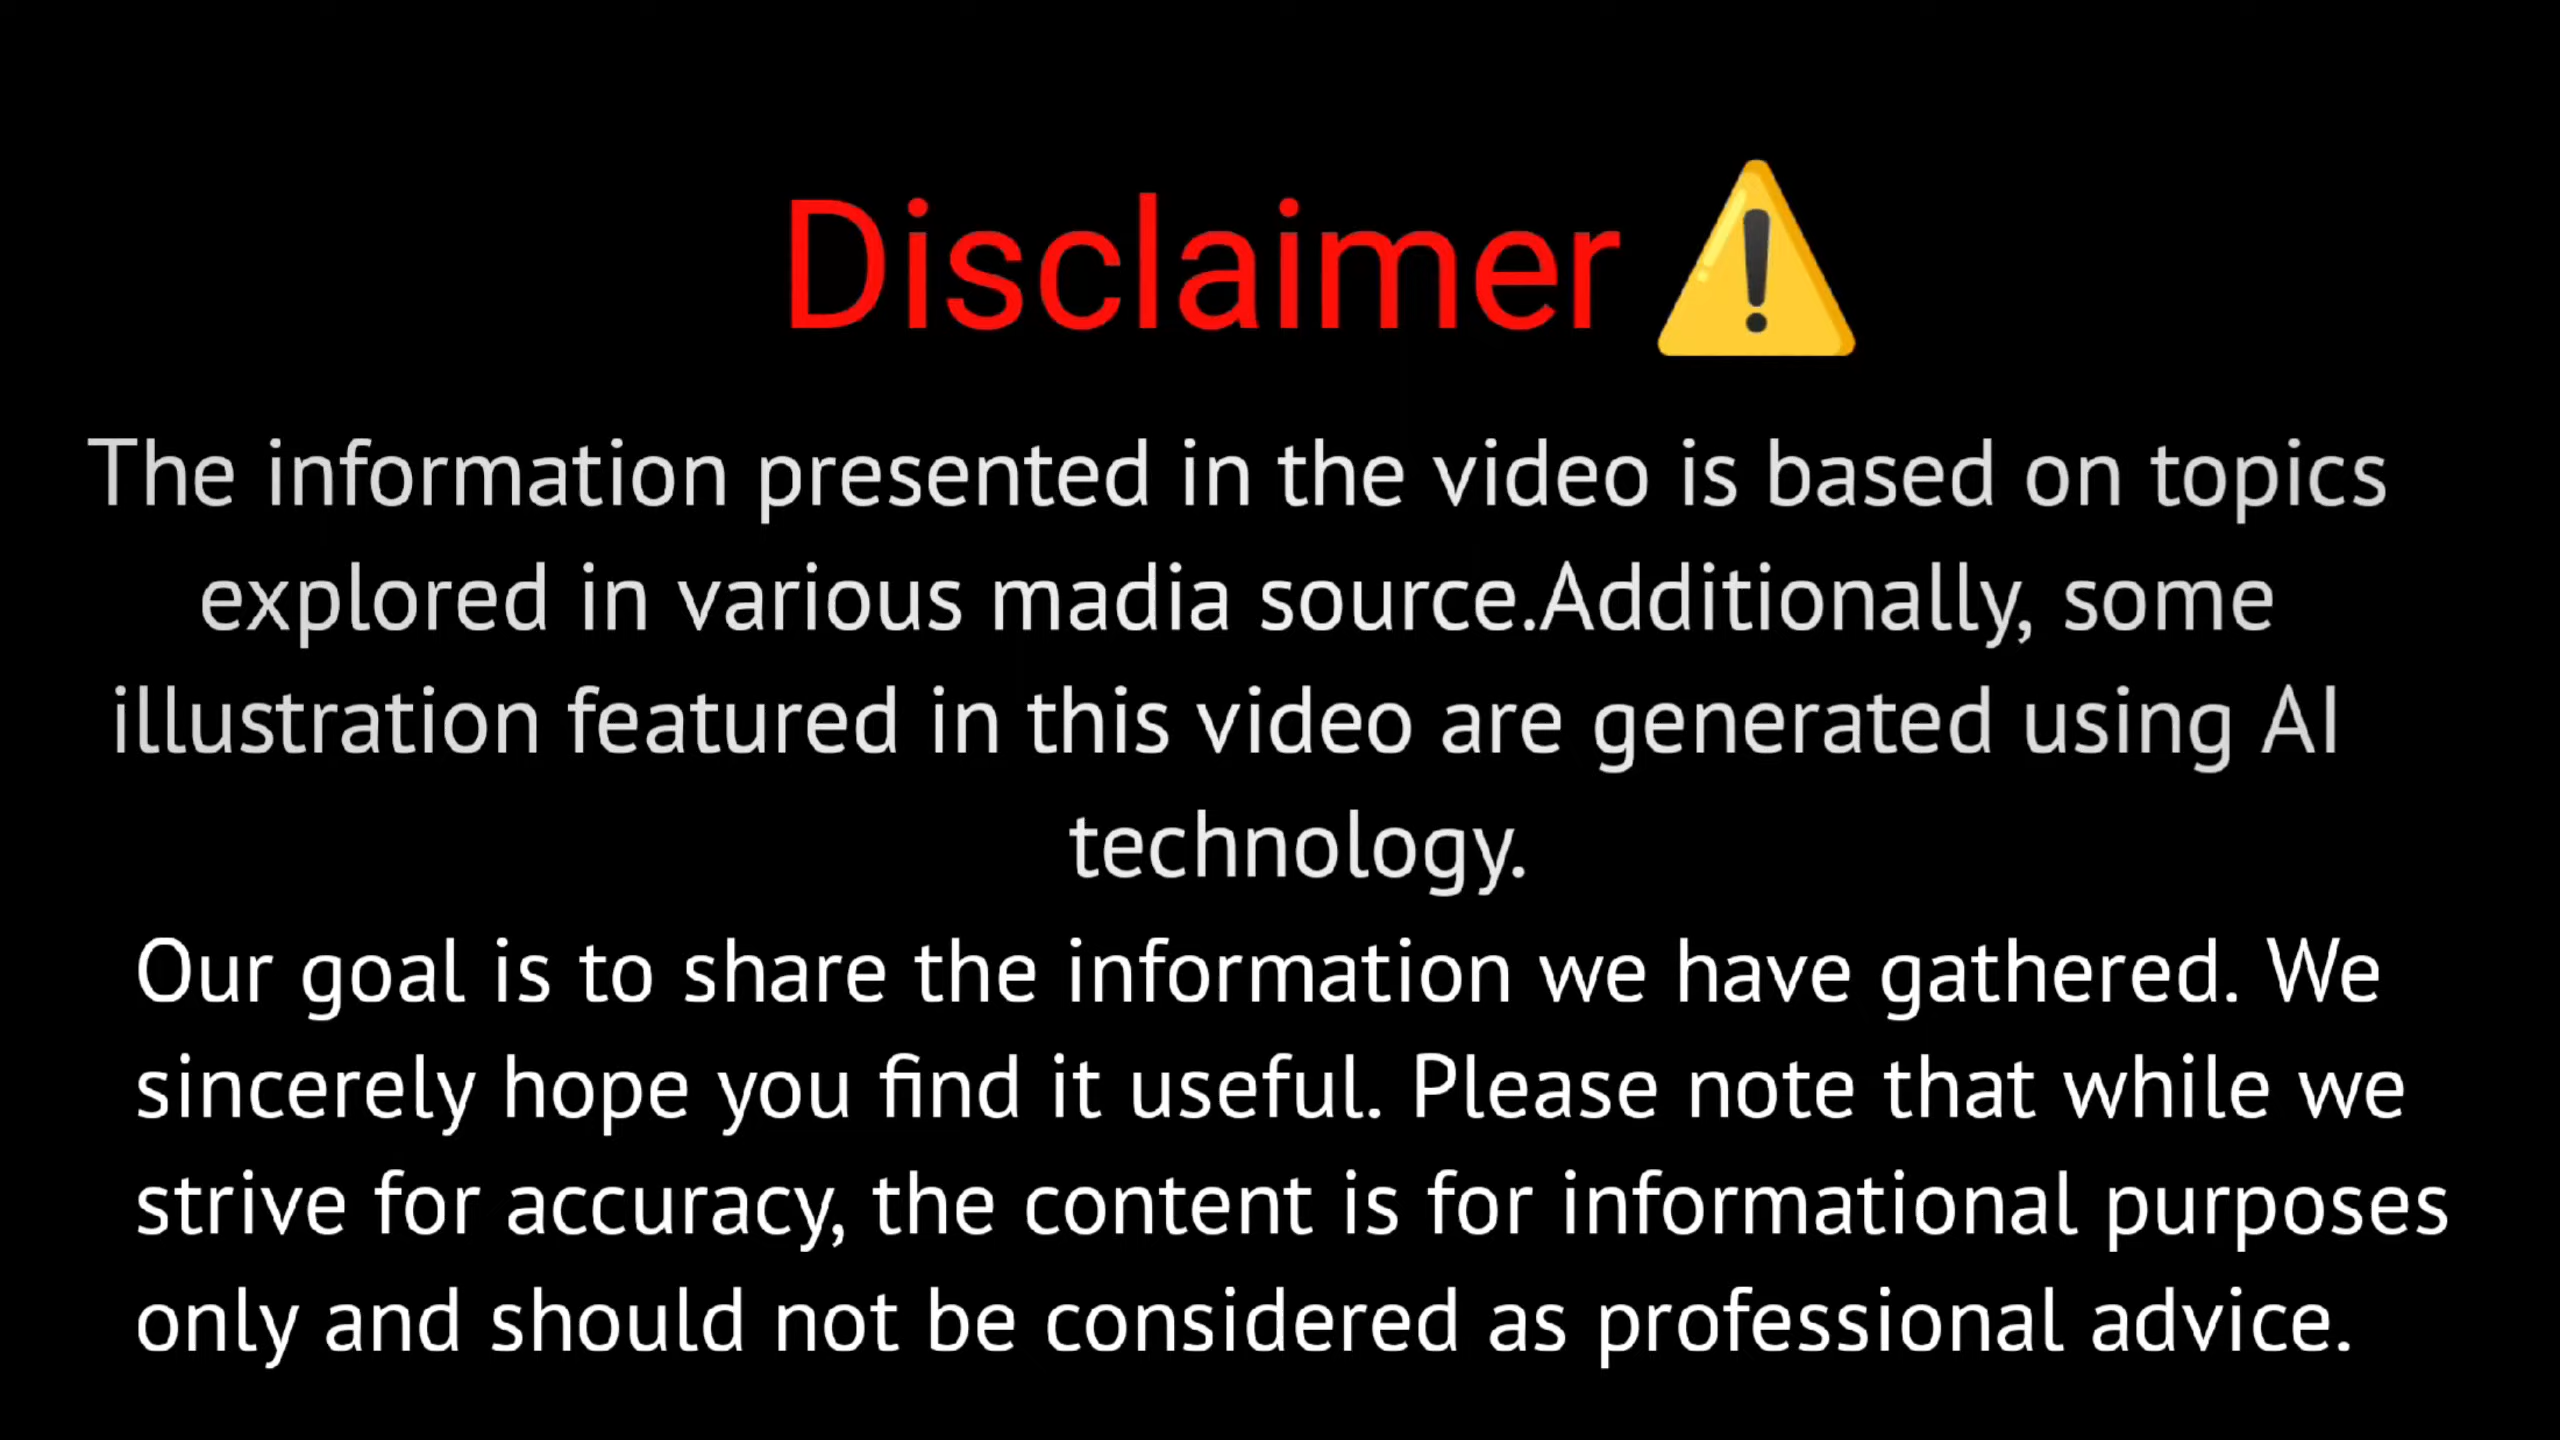 Disclaimer ⚠️
The information presented in the video is based on topics
explored in various madia source.Additionally, some
illustration featured in this video are generated using AI
technology.
Our goal is to share the information we have gathered. We
sincerely hope you find it useful. Please note that while we
strive for accuracy, the content is for informational purposes
only and should not be considered as professional advice.